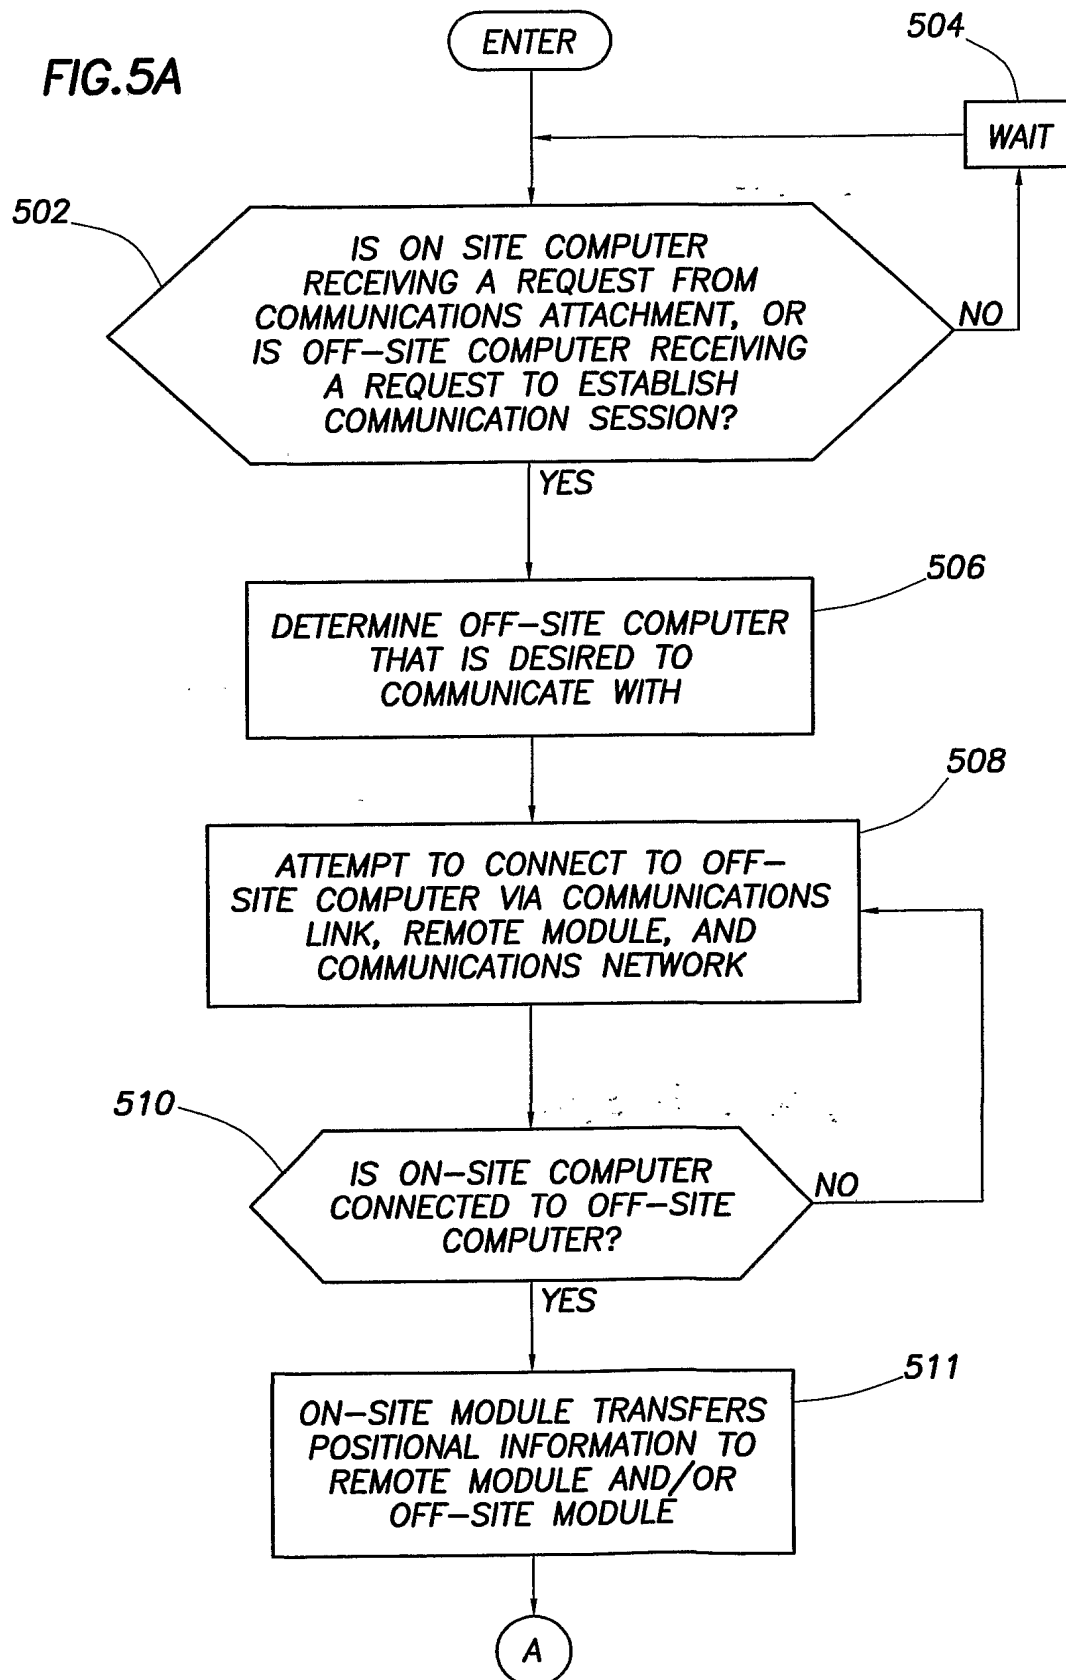 FIG.5A
ENTER
504
WAIT
502
IS ON SITE COMPUTER
RECEIVING A REQUEST FROM
COMMUNICATIONS ATTACHMENT, OR
IS OFF-SITE COMPUTER RECEIVING
A REQUEST TO ESTABLISH
COMMUNICATION SESSION?
NO
YES
506
DETERMINE OFF-SITE COMPUTER
THAT IS DESIRED TO
COMMUNICATE WITH
508
ATTEMPT TO CONNECT TO OFF-
SITE COMPUTER VIA COMMUNICATIONS
LINK, REMOTE MODULE, AND
COMMUNICATIONS NETWORK
510
IS ON-SITE COMPUTER
CONNECTED TO OFF-SITE
COMPUTER?
NO
YES
511
ON-SITE MODULE TRANSFERS
POSITIONAL INFORMATION TO
REMOTE MODULE AND/OR
OFF-SITE MODULE
A